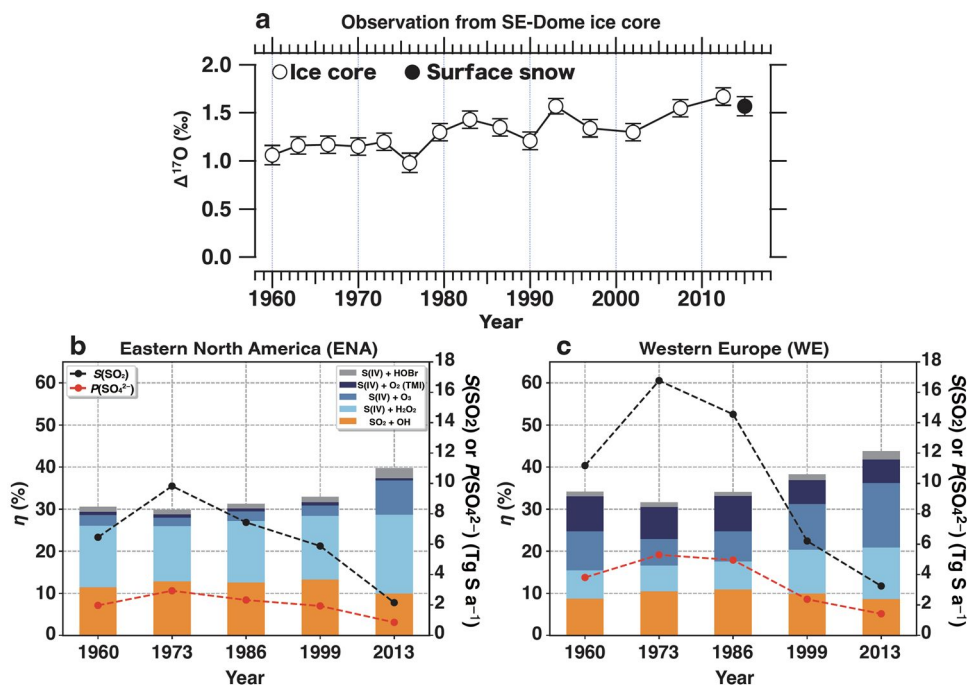 a
Observation from SE-Dome ice core
Ice core
Surface snow
2.0
1.5
1.0
0.5
0.0
Δ¹⁷O (‰)
1960
1970
1980
1990
2000
2010
Year
b
Eastern North America (ENA)
S(SO₂)
P(SO₄²⁻)
S(IV) + HOBr
S(IV) + O₂ (TMI)
S(IV) + O₃
S(IV) + H₂O₂
SO₂ + OH
60
50
40
30
20
10
0
η (%)
18
16
14
12
10
8
6
4
2
0
S(SO₂) or P(SO₄²⁻) (Tg S a⁻¹)
1960
1973
1986
1999
2013
Year
c
Western Europe (WE)
60
50
40
30
20
10
0
η (%)
18
16
14
12
10
8
6
4
2
0
S(SO₂) or P(SO₄²⁻) (Tg S a⁻¹)
1960
1973
1986
1999
2013
Year